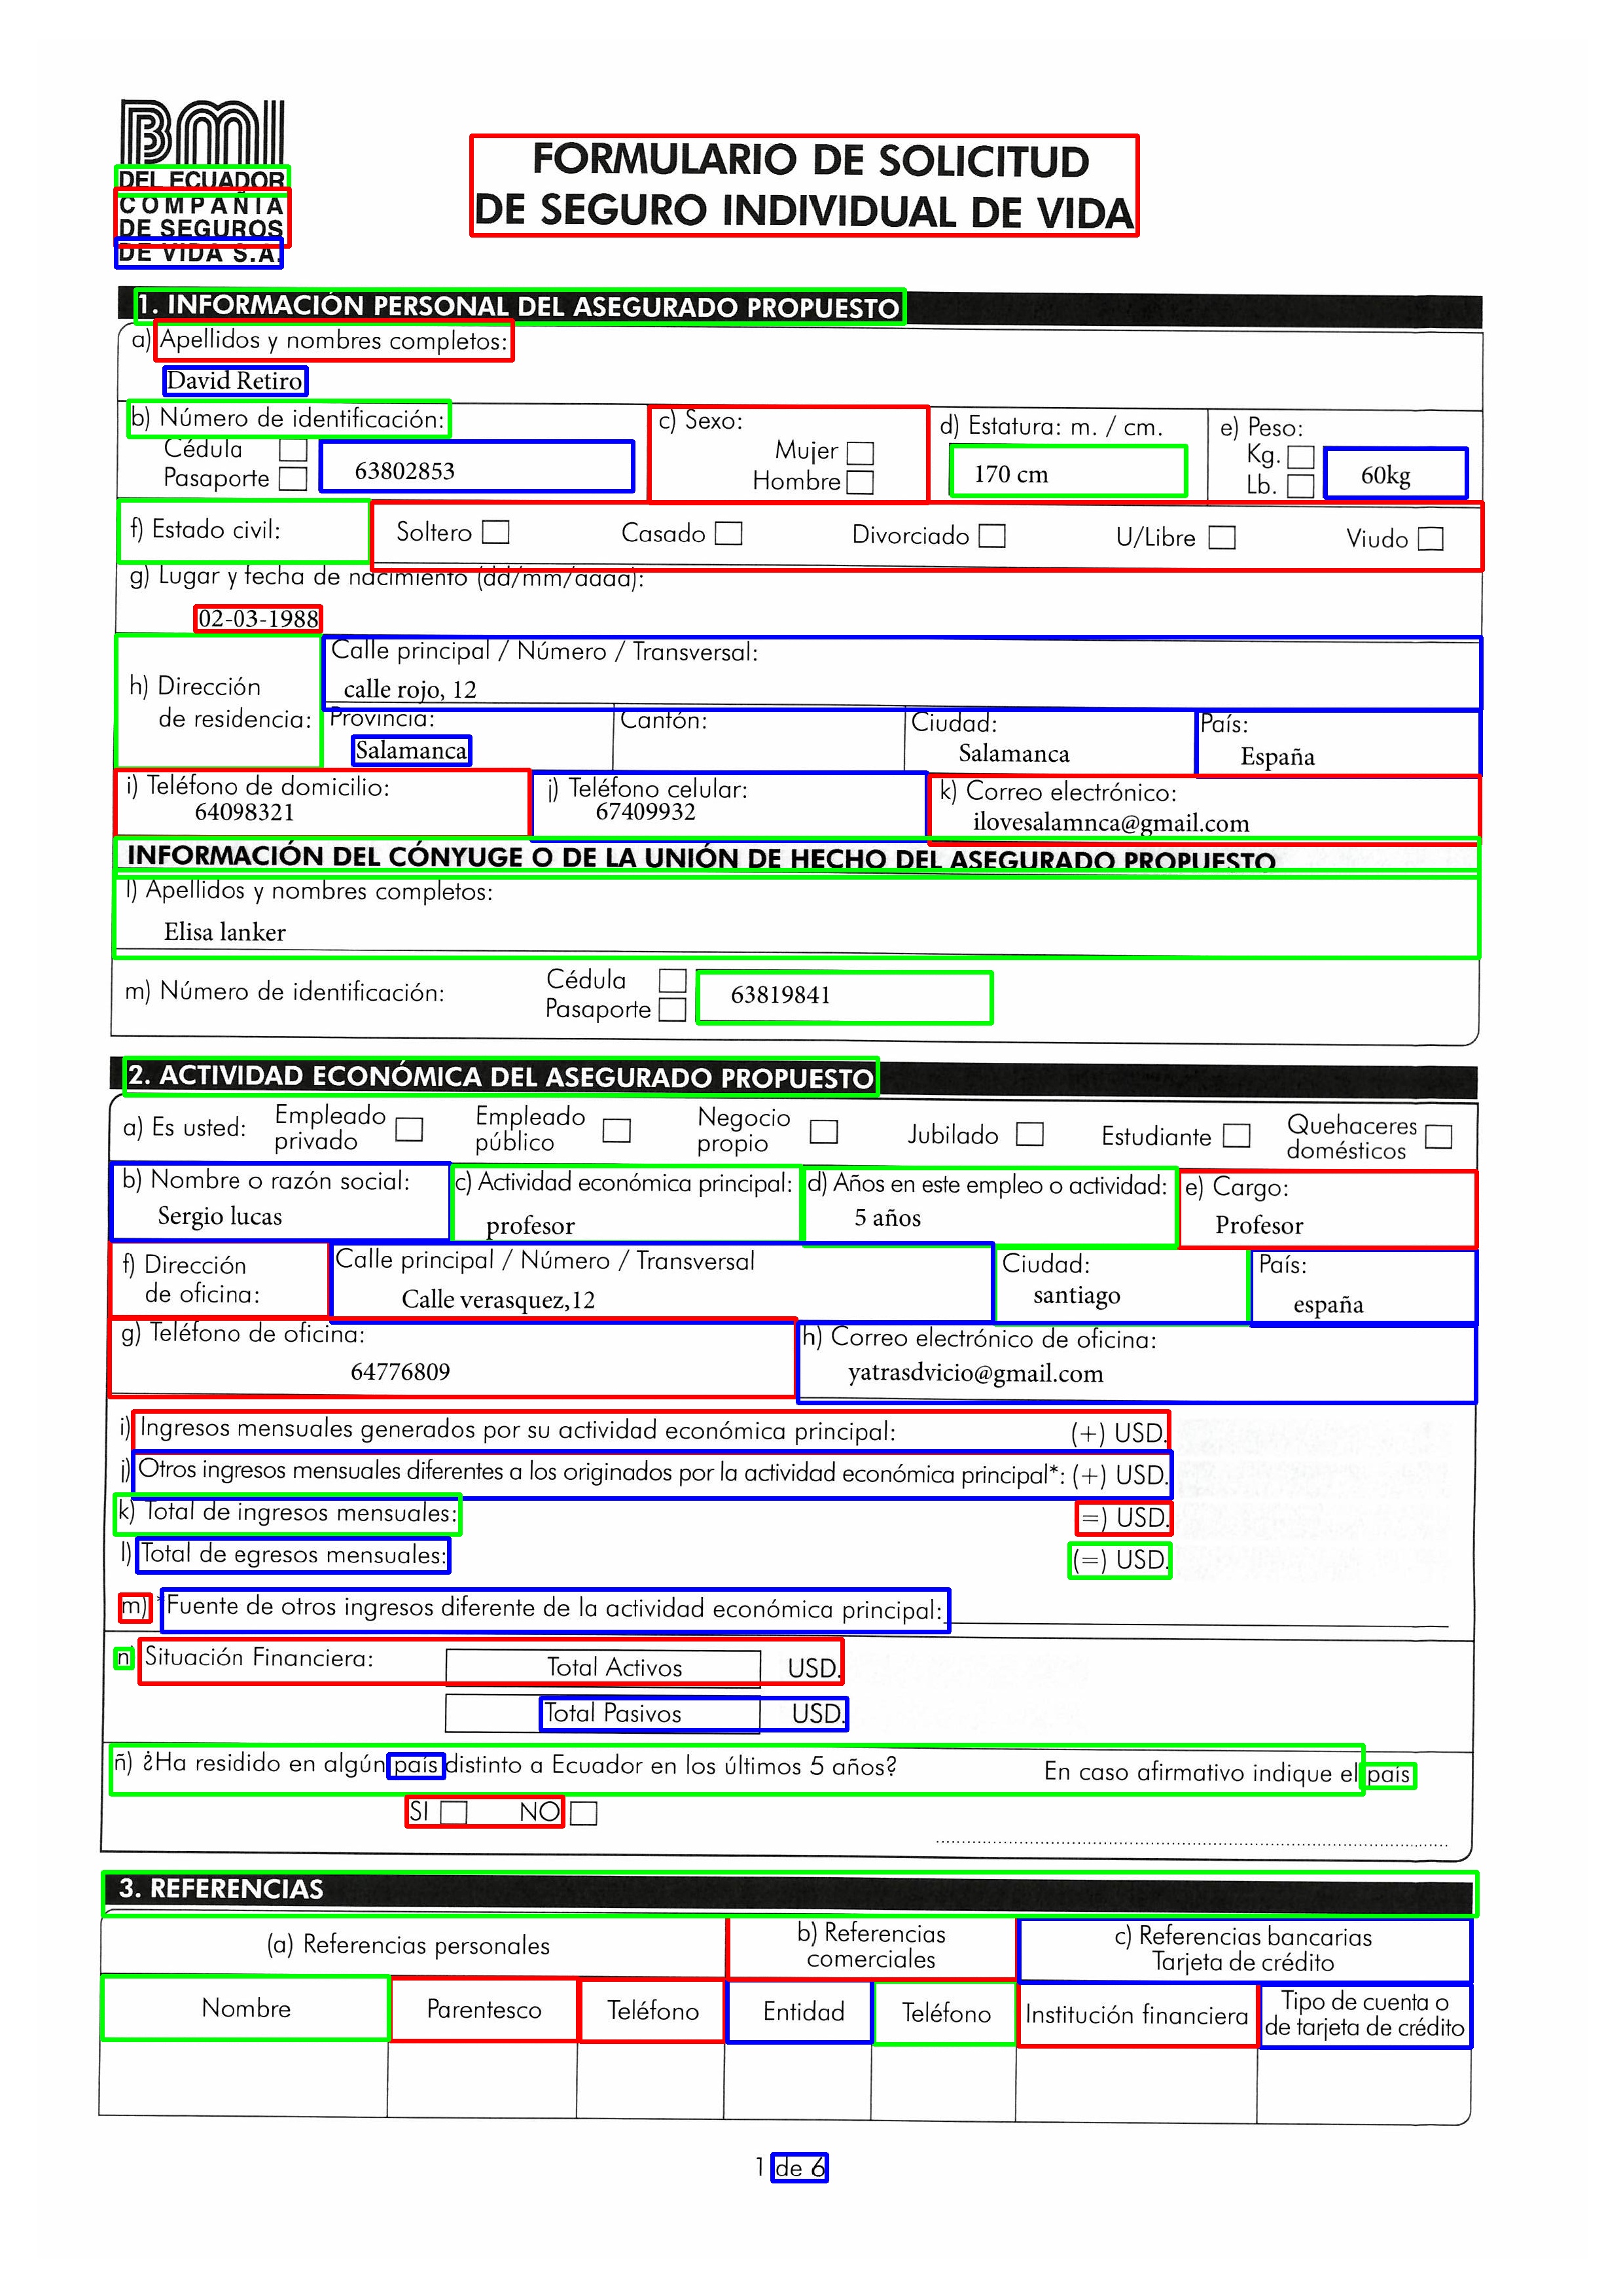 BMI
DEL ECUADOR
COMPAÑIA
DE SEGUROS
DE VIDA S.A.
FORMULARIO DE SOLICITUD
DE SEGURO INDIVIDUAL DE VIDA
1. INFORMACIÓN PERSONAL DEL ASEGURADO PROPUESTO
a) Apellidos y nombres completos:
David Retiro
b) Número de identificación:
Cédula
Pasaporte
63802853
c) Sexo:
Mujer
Hombre
d) Estatura: m. / cm.
170 cm
e) Peso:
Kg.
Lb.
60kg
f) Estado civil: Soltero Casado Divorciado U/Libre Viudo
g) Lugar y fecha de nacimiento (dd/mm/aaaa):
02-03-1988
h) Dirección
de residencia:
Calle principal / Número / Transversal:
calle rojo, 12
Provincia:
Salamanca
Cantón:
Ciudad:
Salamanca
País:
España
i) Teléfono de domicilio:
64098321
j) Teléfono celular:
67409932
k) Correo electrónico:
ilovesalamnca@gmail.com
INFORMACIÓN DEL CÓNYUGE O DE LA UNIÓN DE HECHO DEL ASEGURADO PROPUESTO
l) Apellidos y nombres completos:
Elisa lanker
m) Número de identificación:
Cédula
Pasaporte
63819841
2. ACTIVIDAD ECONÓMICA DEL ASEGURADO PROPUESTO
a) Es usted:
Empleado
privado
Empleado
público
Negocio
propio
Jubilado
Estudiante
Quehaceres
domésticos
b) Nombre o razón social:
Sergio lucas
c) Actividad económica principal:
profesor
d) Años en este empleo o actividad:
5 años
e) Cargo:
Profesor
f) Dirección
de oficina:
Calle principal / Número / Transversal
Calle verasquez,12
Ciudad:
santiago
País:
españa
g) Teléfono de oficina:
64776809
h) Correo electrónico de oficina:
yatrasdvicio@gmail.com
i) Ingresos mensuales generados por su actividad económica principal: (+) USD.
j) Otros ingresos mensuales diferentes a los originados por la actividad económica principal*: (+) USD.
k) Total de ingresos mensuales: (=) USD.
l) Total de egresos mensuales: (=) USD.
m) *Fuente de otros ingresos diferente de la actividad económica principal:
n) Situación Financiera: Total Activos USD.
Total Pasivos USD.
ñ) ¿Ha residido en algún país distinto a Ecuador en los últimos 5 años? En caso afirmativo indique el país
SI NO
3. REFERENCIAS
(a) Referencias personales
b) Referencias
comerciales
c) Referencias bancarias
Tarjeta de crédito
Nombre
Parentesco
Teléfono
Entidad
Teléfono
Institución financiera
Tipo de cuenta o
de tarjeta de crédito
1 de 6